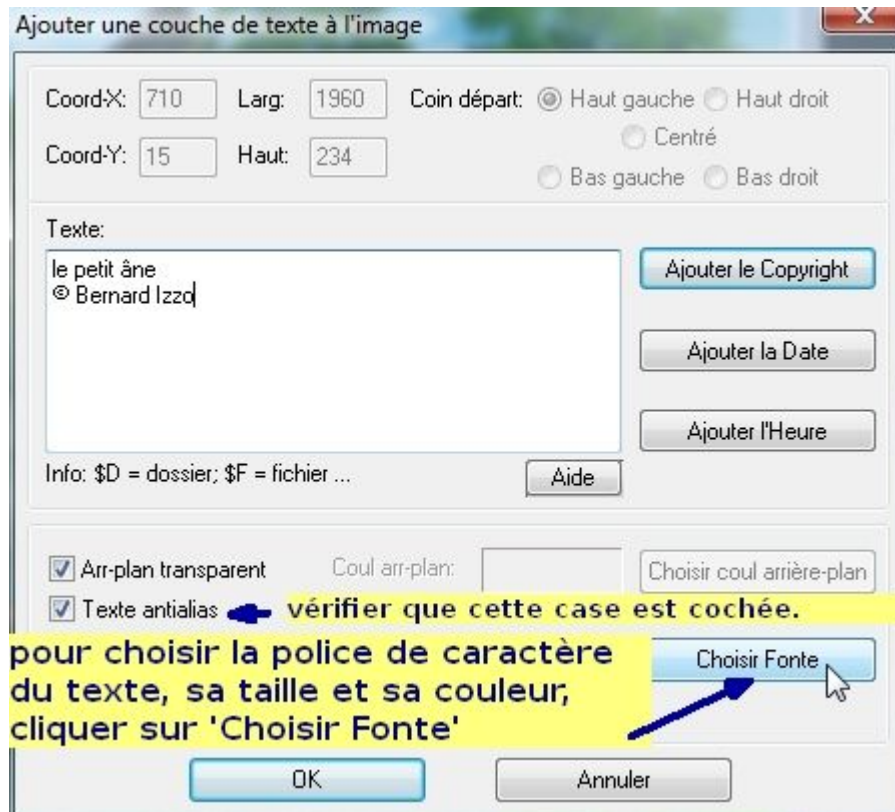 Ajouter une couche de texte à l'image
Coord-X: 710 Larg: 1960 Coin départ: Haut gauche Haut droit
Centré
Coord-Y: 15 Haut: 234
Bas gauche Bas droit
Texte:
le petit âne
© Bernard Izzo
Ajouter le Copyright
Ajouter la Date
Ajouter l'Heure
Info: $D = dossier; $F = fichier ... Aide
Arr-plan transparent Coul arr-plan: Choisir coul arrière-plan
Texte antialias vérifier que cette case est cochée.
pour choisir la police de caractère
du texte, sa taille et sa couleur,
cliquer sur 'Choisir Fonte'
Choisir Fonte
OK Annuler